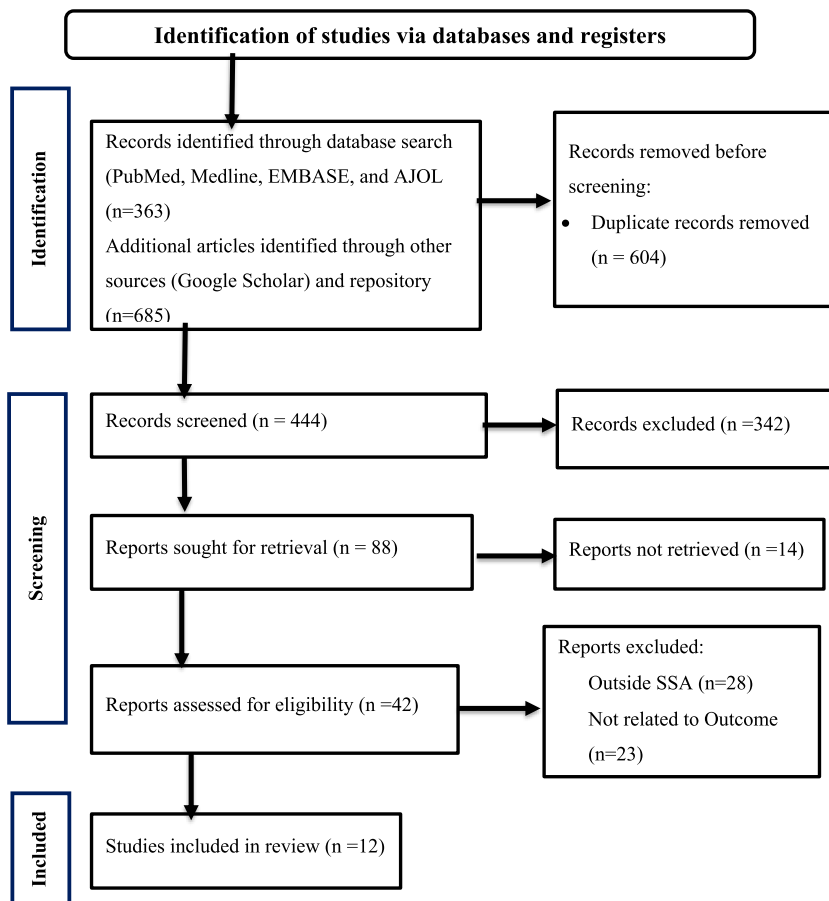 Identification of studies via databases and registers
Identification
Records identified through database search
(PubMed, Medline, EMBASE, and AJOL
(n=363)
Additional articles identified through other
sources (Google Scholar) and repository
(n=685)
Records removed before
screening:
• Duplicate records removed
(n = 604)
Screening
Records screened (n = 444)
Records excluded (n =342)
Reports sought for retrieval (n = 88)
Reports not retrieved (n =14)
Reports assessed for eligibility (n =42)
Reports excluded:
Outside SSA (n=28)
Not related to Outcome
(n=23)
Included
Studies included in review (n =12)